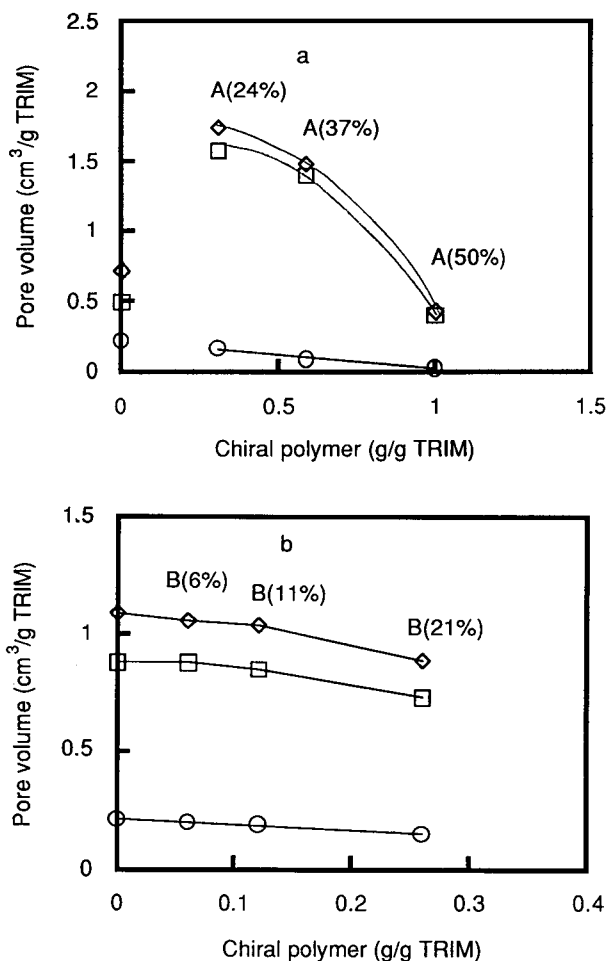 a
2.5
2
1.5
1
0.5
0
Pore volume (cm³/g TRIM)
A(24%)
A(37%)
A(50%)
0 0.5 1 1.5
Chiral polymer (g/g TRIM)
b
1.5
1
0.5
0
Pore volume (cm³/g TRIM)
B(6%)
B(11%)
B(21%)
0 0.1 0.2 0.3 0.4
Chiral polymer (g/g TRIM)